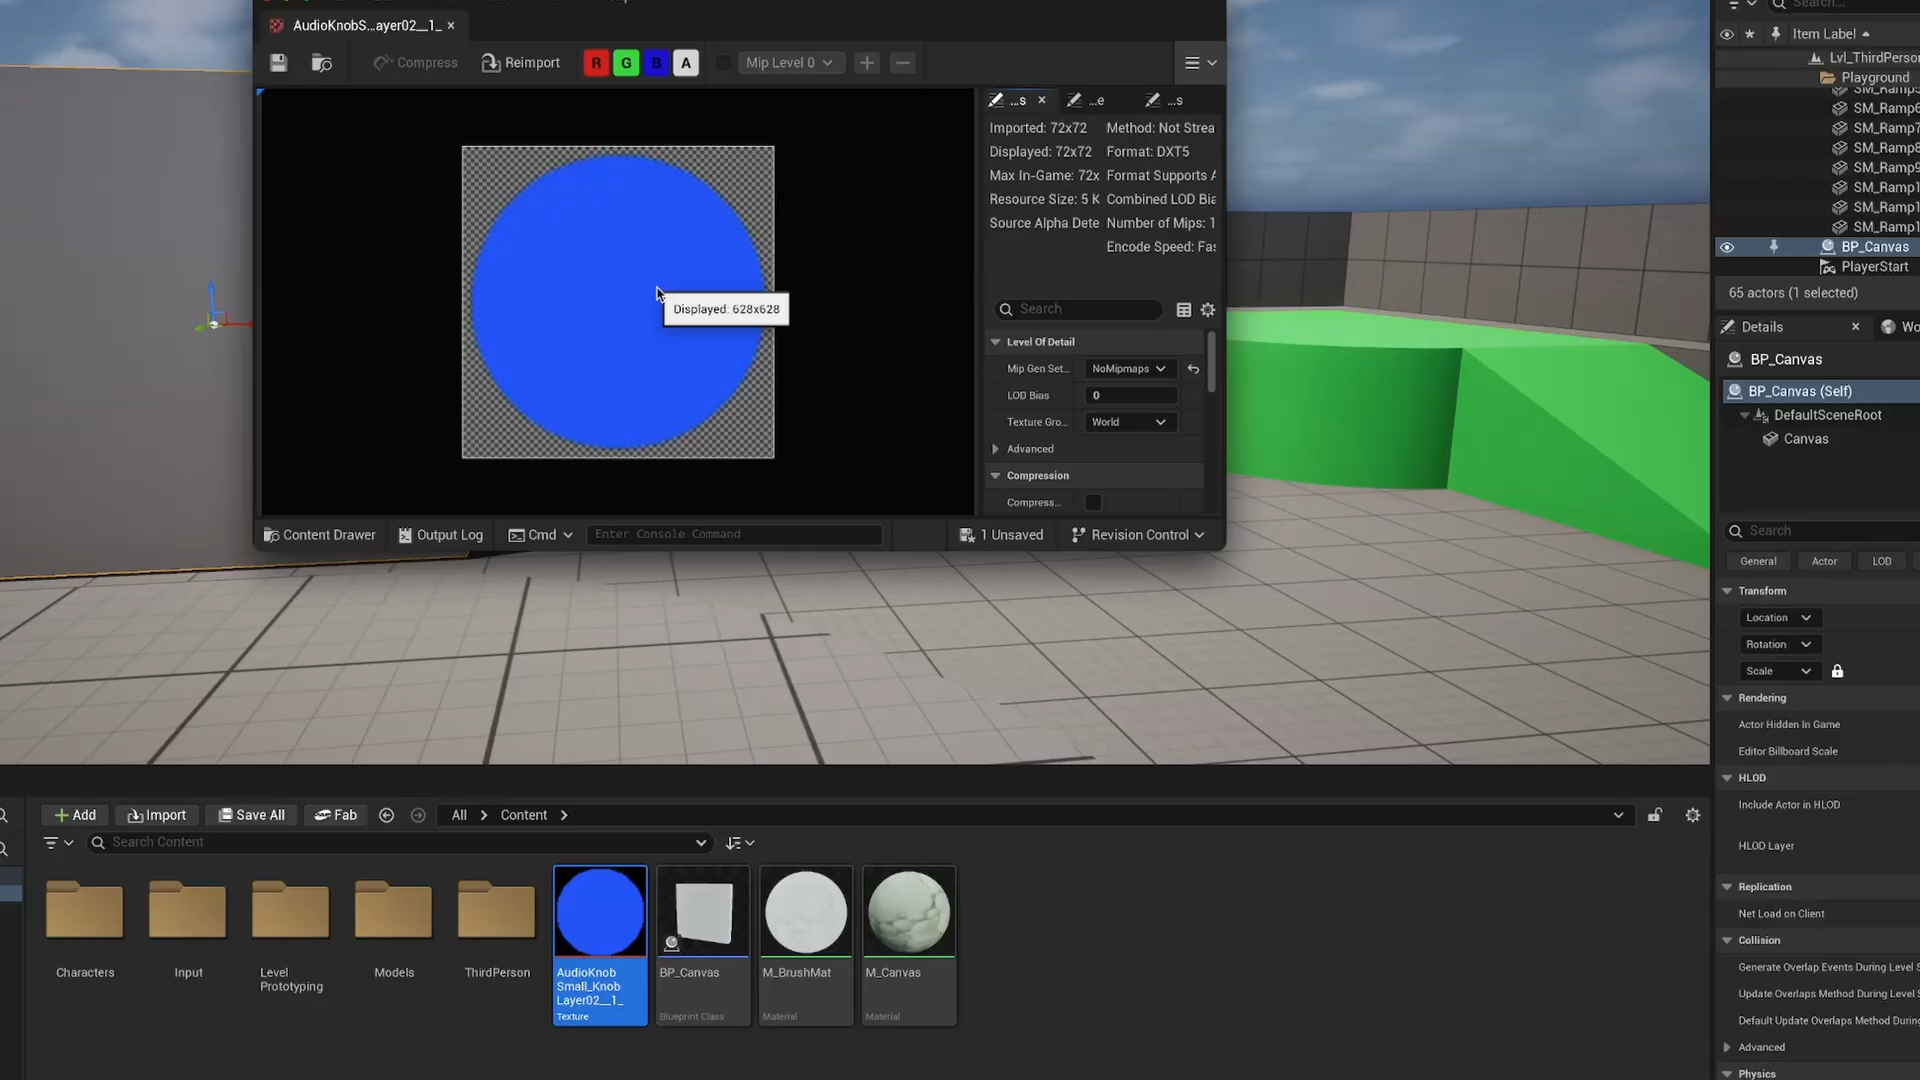 AudioKnobS...ayer02__1_
Compress
Reimport
R
G
B
A
Mip Level 0
...s
...e
...s
Imported: 72x72
Method: Not Strea
Displayed: 72x72
Format: DXT5
Max In-Game: 72x
Format Supports A
Resource Size: 5 K
Combined LOD Bia
Source Alpha Dete
Number of Mips: 1
Encode Speed: Fas
Displayed: 628x628
Search
Level Of Detail
Mip Gen Set...
NoMipmaps
LOD Bias
0
Texture Gro...
World
Advanced
Compression
Compress...
Content Drawer
Output Log
Cmd
Enter Console Command
1 Unsaved
Revision Control
Search...
Item Label
Lvl_ThirdPerso
Playground
SM_Ramp5
SM_Ramp6
SM_Ramp7
SM_Ramp8
SM_Ramp9
SM_Ramp1
SM_Ramp1
SM_Ramp1
BP_Canvas
PlayerStart
65 actors (1 selected)
Details
Wo
BP_Canvas
BP_Canvas (Self)
DefaultSceneRoot
Canvas
Search
General
Actor
LOD
Transform
Location
Rotation
Scale
Rendering
Actor Hidden In Game
Editor Billboard Scale
HLOD
Include Actor in HLOD
HLOD Layer
Replication
Net Load on Client
Collision
Generate Overlap Events During Level S
Update Overlaps Method During Level S
Default Update Overlaps Method During
Advanced
Physics
Add
Import
Save All
Fab
All
Content
Search Content
Characters
Input
Level
Prototyping
Models
ThirdPerson
AudioKnob
Small_Knob
Layer02__1_
Texture
BP_Canvas
Blueprint Class
M_BrushMat
Material
M_Canvas
Material